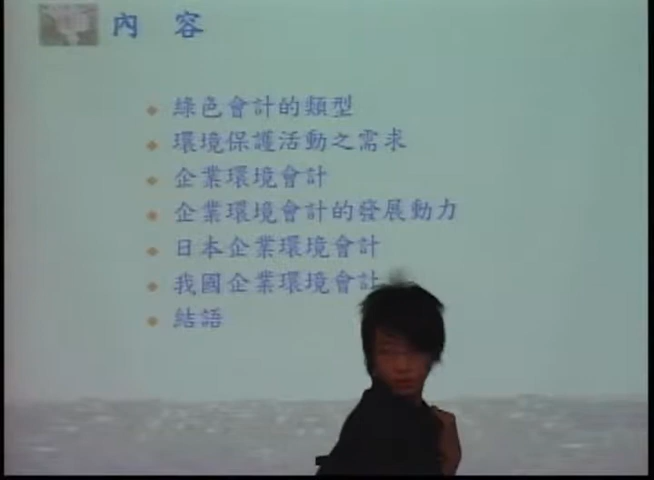 內 容
綠色會計的類型
環境保護活動之需求
企業環境會計
企業環境會計的發展動力
日本企業環境會計
我國企業環境會計
結語